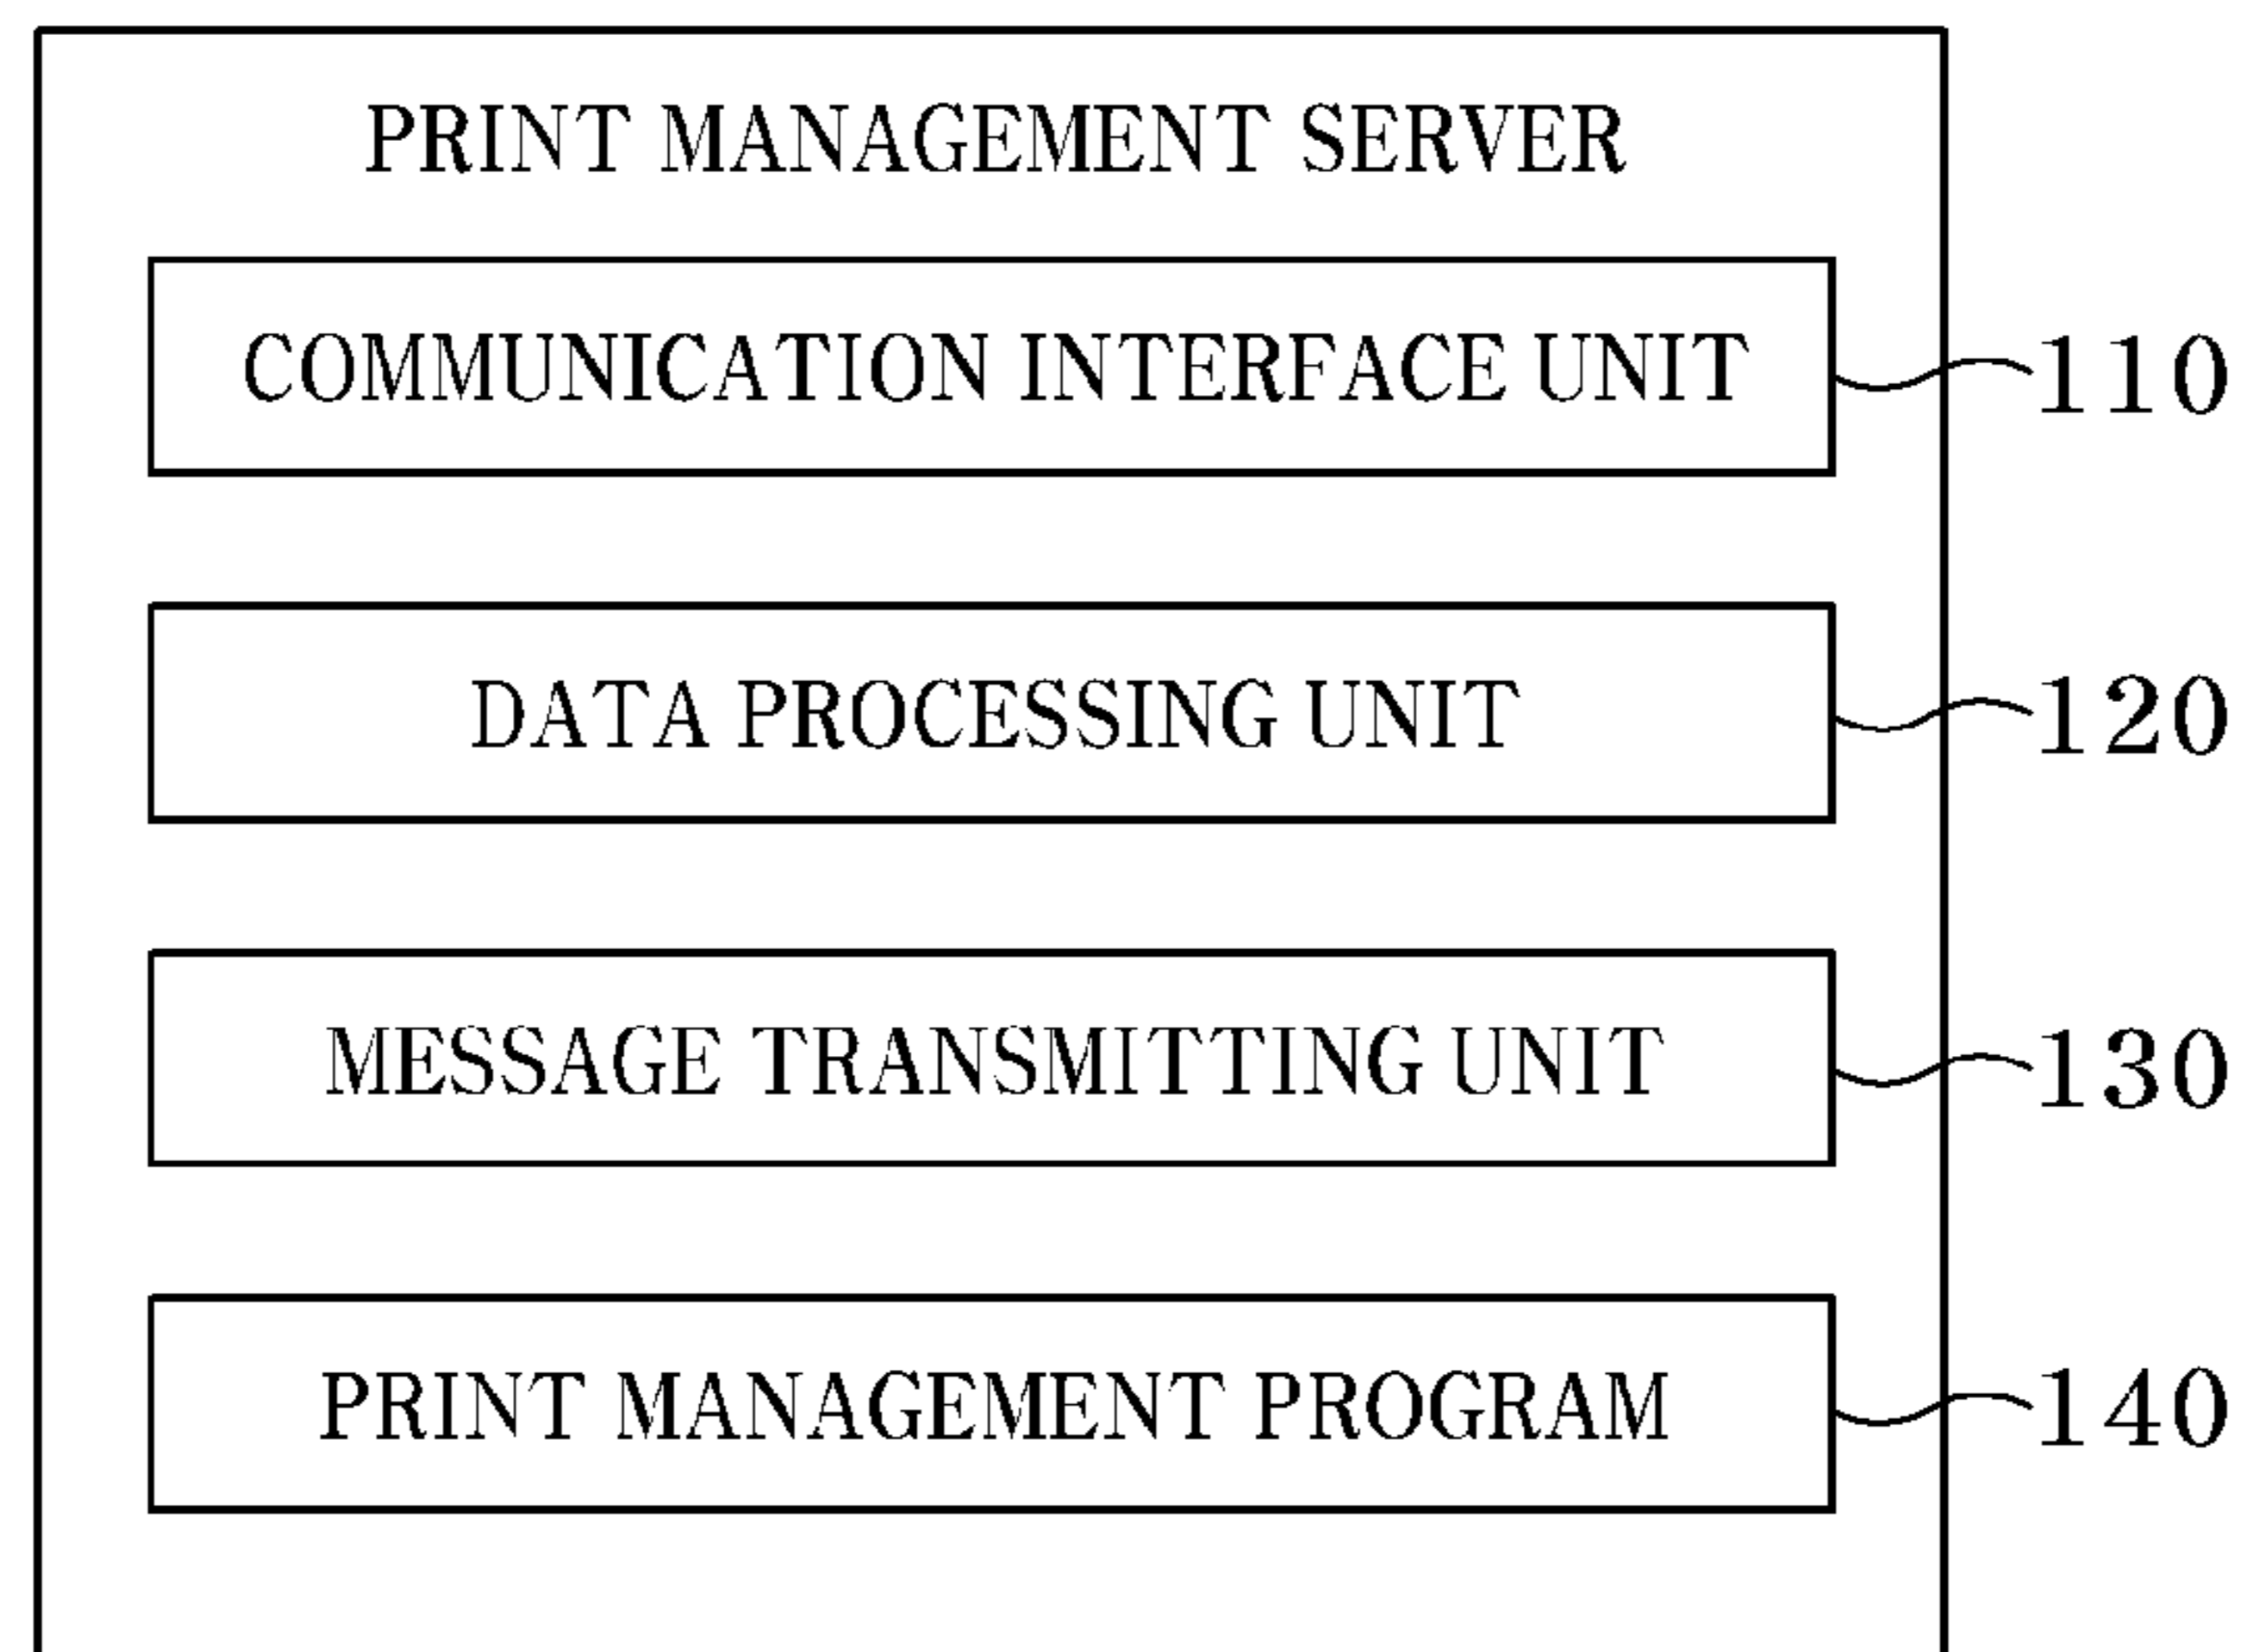 PRINT MANAGEMENT SERVER
COMMUNICATION INTERFACE UNIT 110
DATA PROCESSING UNIT 120
MESSAGE TRANSMITTING UNIT 130
PRINT MANAGEMENT PROGRAM 140